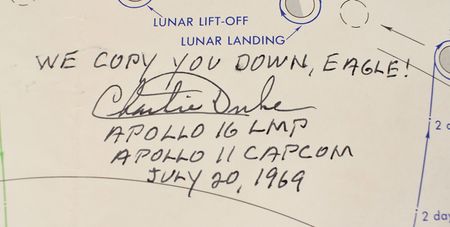 LUNAR LIFT-OFF
LUNAR LANDING
WE COPY YOU DOWN, EAGLE!
Charlie Duke
APOLLO 16 LMP
APOLLO 11 CAPCOM
JULY 20, 1969
2 d
2 day